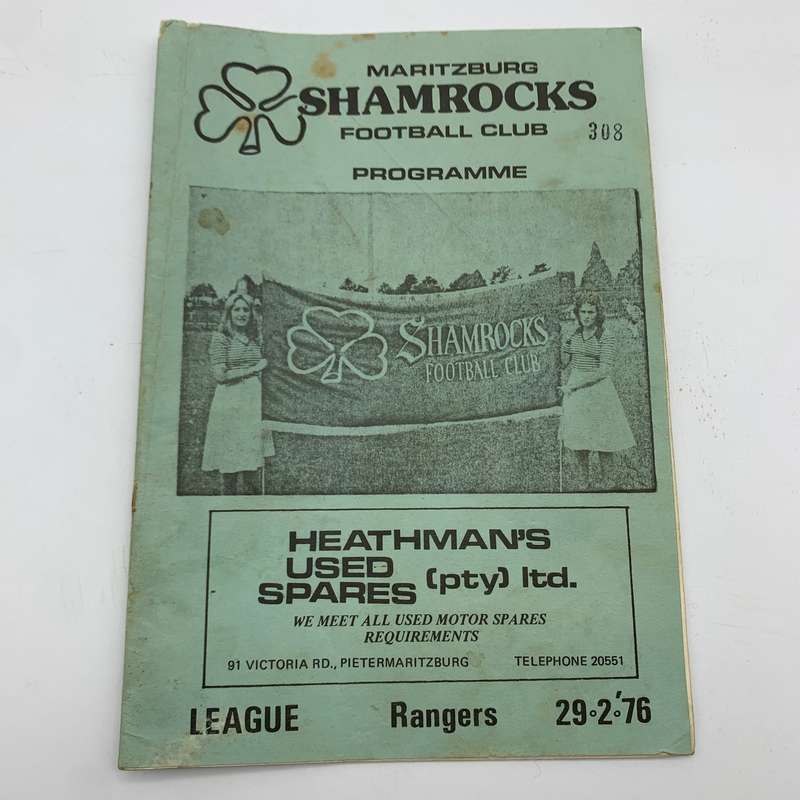 MARITZBURG
SHAMROCKS
FOOTBALL CLUB 308
PROGRAMME
SHAMROCKS
FOOTBALL CLUB
HEATHMAN'S
USED
SPARES (pty) ltd.
WE MEET ALL USED MOTOR SPARES
REQUIREMENTS
91 VICTORIA RD., PIETERMARITZBURG TELEPHONE 20551
LEAGUE Rangers 29·2·'76